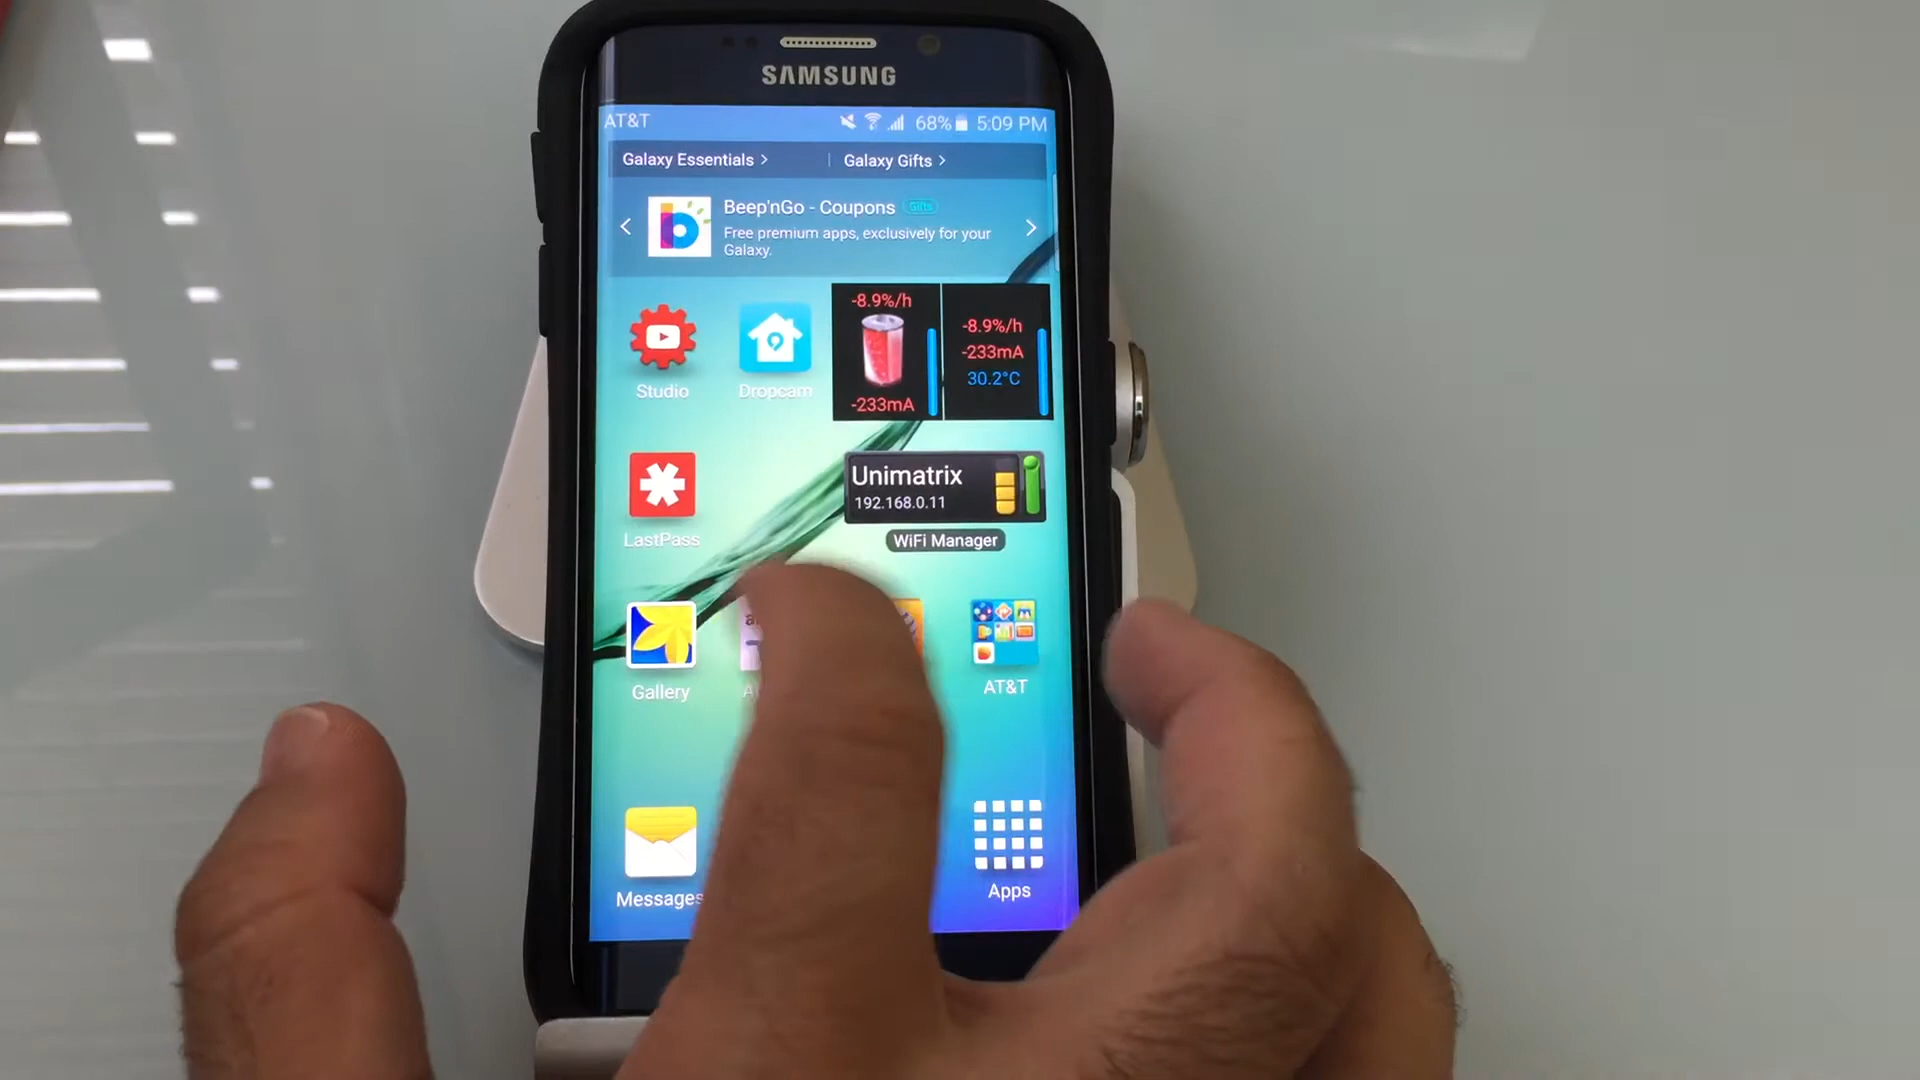 SAMSUNG
AT&T 68% 5:09 PM
Galaxy Essentials > | Galaxy Gifts >
Beep'nGo - Coupons Gifts
Free premium apps, exclusively for your
Galaxy.
-8.9%/h
-233mA
-8.9%/h
-233mA
30.2°C
Studio
Dropcam
Unimatrix
192.168.0.11
LastPass
WiFi Manager
Gallery
AT&T
Messages
Apps